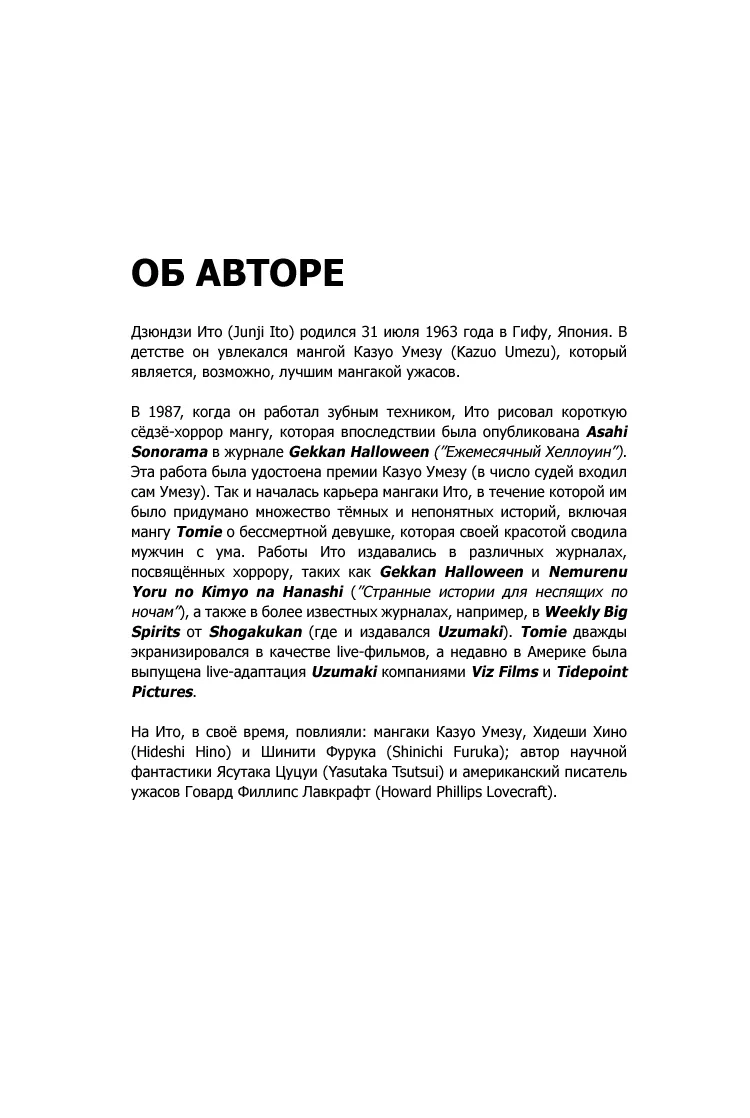 ОБ АВТОРЕ
Дзюндзи Ито (Junji Ito) родился 31 июля 1963 года в Гифу, Япония. В
детстве он увлекался мангой Казуо Умезу (Kazuo Umezu), который
является, возможно, лучшим мангакой ужасов.
В 1987, когда он работал зубным техником, Ито рисовал короткую
сёдзё-хоррор мангу, которая впоследствии была опубликована Asahi
Sonorama в журнале Gekkan Halloween ("Ежемесячный Хеллоуин").
Эта работа была удостоена премии Казуо Умезу (в число судей входил
сам Умезу). Так и началась карьера мангаки Ито, в течение которой им
было придумано множество тёмных и непонятных историй, включая
мангу Tomie о бессмертной девушке, которая своей красотой сводила
мужчин с ума. Работы Ито издавались в различных журналах,
посвящённых хоррору, таких как Gekkan Halloween и Nemurenu
Yoru no Kimyo na Hanashi ("Странные истории для неспящих по
ночам"), а также в более известных журналах, например, в Weekly Big
Spirits от Shogakukan (где и издавался Uzumaki). Tomie дважды
экранизировался в качестве live-фильмов, а недавно в Америке была
выпущена live-адаптация Uzumaki компаниями Viz Films и Tidepoint
Pictures.
На Ито, в своё время, повлияли: мангаки Казуо Умезу, Хидеши Хино
(Hideshi Hino) и Шинити Фурука (Shinichi Furuka); автор научной
фантастики Ясутака Цуцуи (Yasutaka Tsutsui) и американский писатель
ужасов Говард Филлипс Лавкрафт (Howard Phillips Lovecraft).